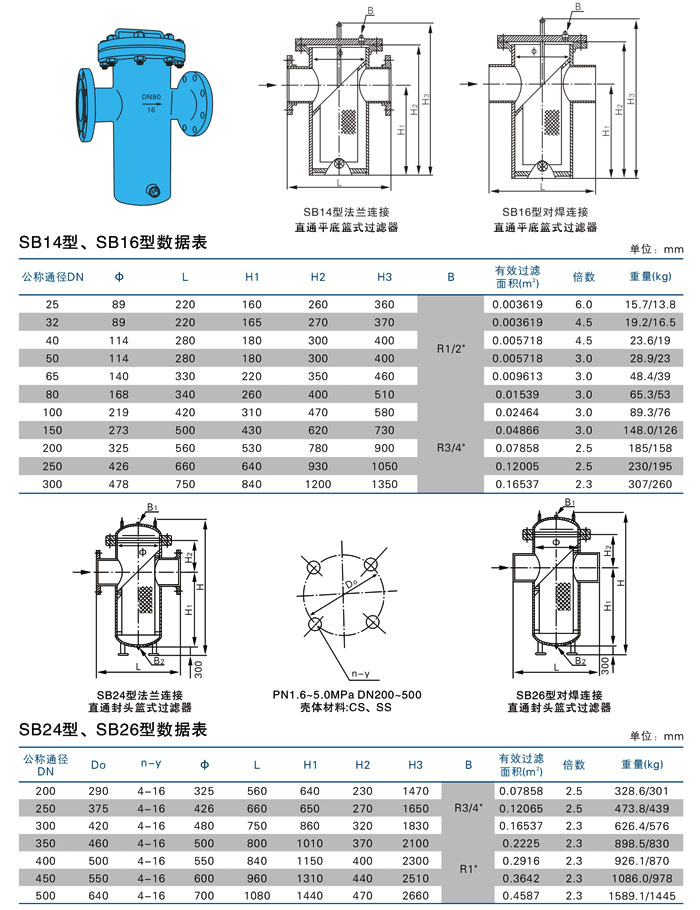 B
DN80
16
H1
H2
H3
L
SB14型法兰连接
直通平底篮式过滤器
B
H1
H2
H3
L
SB16型对焊连接
直通平底篮式过滤器
SB14型、SB16型数据表
单位：mm
公称通径DN Φ L H1 H2 H3 B 有效过滤面积(m²) 倍数 重量(kg)
25 89 220 160 260 360 0.003619 6.0 15.7/13.8
32 89 220 165 270 370 0.003619 4.5 19.2/16.5
40 114 280 180 300 400 0.005718 4.5 23.6/19
R1/2"
50 114 280 180 300 400 0.005718 3.0 28.9/23
65 140 330 220 350 460 0.009613 3.0 48.4/39
80 168 340 260 400 510 0.01539 3.0 65.3/53
100 219 420 310 470 580 0.02464 3.0 89.3/76
150 273 500 430 620 730 0.04866 3.0 148.0/126
200 325 560 530 780 900 R3/4" 0.07858 2.5 185/158
250 426 660 640 930 1050 0.12005 2.5 230/195
300 478 750 840 1200 1350 0.16537 2.3 307/260
B1
Φ
H2
H
H1
B2
L
300
SB24型法兰连接
直通封头篮式过滤器
Do
n-y
PN1.6~5.0MPa DN200~500
壳体材料:CS、SS
B1
Φ
H2
H
H1
B2
L
300
SB26型对焊连接
直通封头篮式过滤器
SB24型、SB26型数据表
单位：mm
公称通径DN Do n-y Φ L H1 H2 H3 B 有效过滤面积(m²) 倍数 重量(kg)
200 290 4-16 325 560 640 230 1470 0.07858 2.5 328.6/301
250 375 4-16 426 660 650 270 1650 R3/4" 0.12065 2.5 473.8/439
300 420 4-16 480 750 860 320 1830 0.16537 2.3 626.4/576
350 460 4-16 500 800 1010 370 2100 0.2225 2.3 898.5/830
400 500 4-16 550 840 1150 400 2300 0.2916 2.3 926.1/870
R1"
450 550 4-16 600 960 1310 440 2510 0.3642 2.3 1086.0/978
500 640 4-16 700 1080 1440 470 2660 0.4587 2.3 1589.1/1445